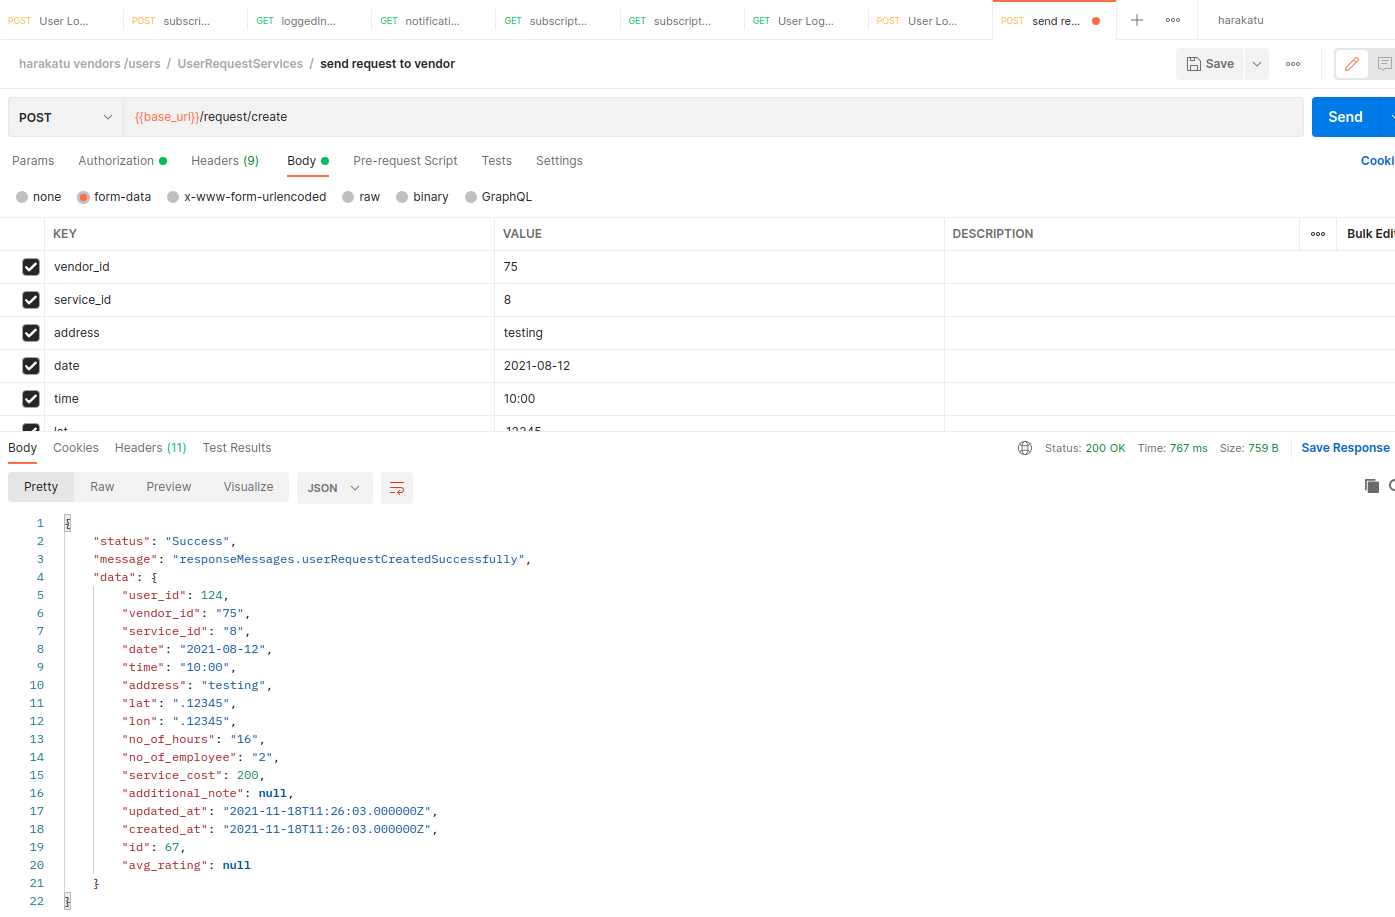 POST User Lo... POST subscri... GET loggedIn... GET notificati... GET subscript... GET subscript... GET User Log... POST User Lo... POST send re... harakatu
harakatu vendors /users / UserRequestServices / send request to vendor Save
POST {{base_url}}/request/create Send
Params Authorization Headers (9) Body Pre-request Script Tests Settings Cooki
none form-data x-www-form-urlencoded raw binary GraphQL
KEY VALUE DESCRIPTION Bulk Edit
vendor_id 75
service_id 8
address testing
date 2021-08-12
time 10:00
lat .12345
Body Cookies Headers (11) Test Results Status: 200 OK Time: 767 ms Size: 759 B Save Response
Pretty Raw Preview Visualize JSON
1 {
2 "status": "Success",
3 "message": "responseMessages.userRequestCreatedSuccessfully",
4 "data": {
5 "user_id": 124,
6 "vendor_id": "75",
7 "service_id": "8",
8 "date": "2021-08-12",
9 "time": "10:00",
10 "address": "testing",
11 "lat": ".12345",
12 "lon": ".12345",
13 "no_of_hours": "16",
14 "no_of_employee": "2",
15 "service_cost": 200,
16 "additional_note": null,
17 "updated_at": "2021-11-18T11:26:03.000000Z",
18 "created_at": "2021-11-18T11:26:03.000000Z",
19 "id": 67,
20 "avg_rating": null
21 }
22 }